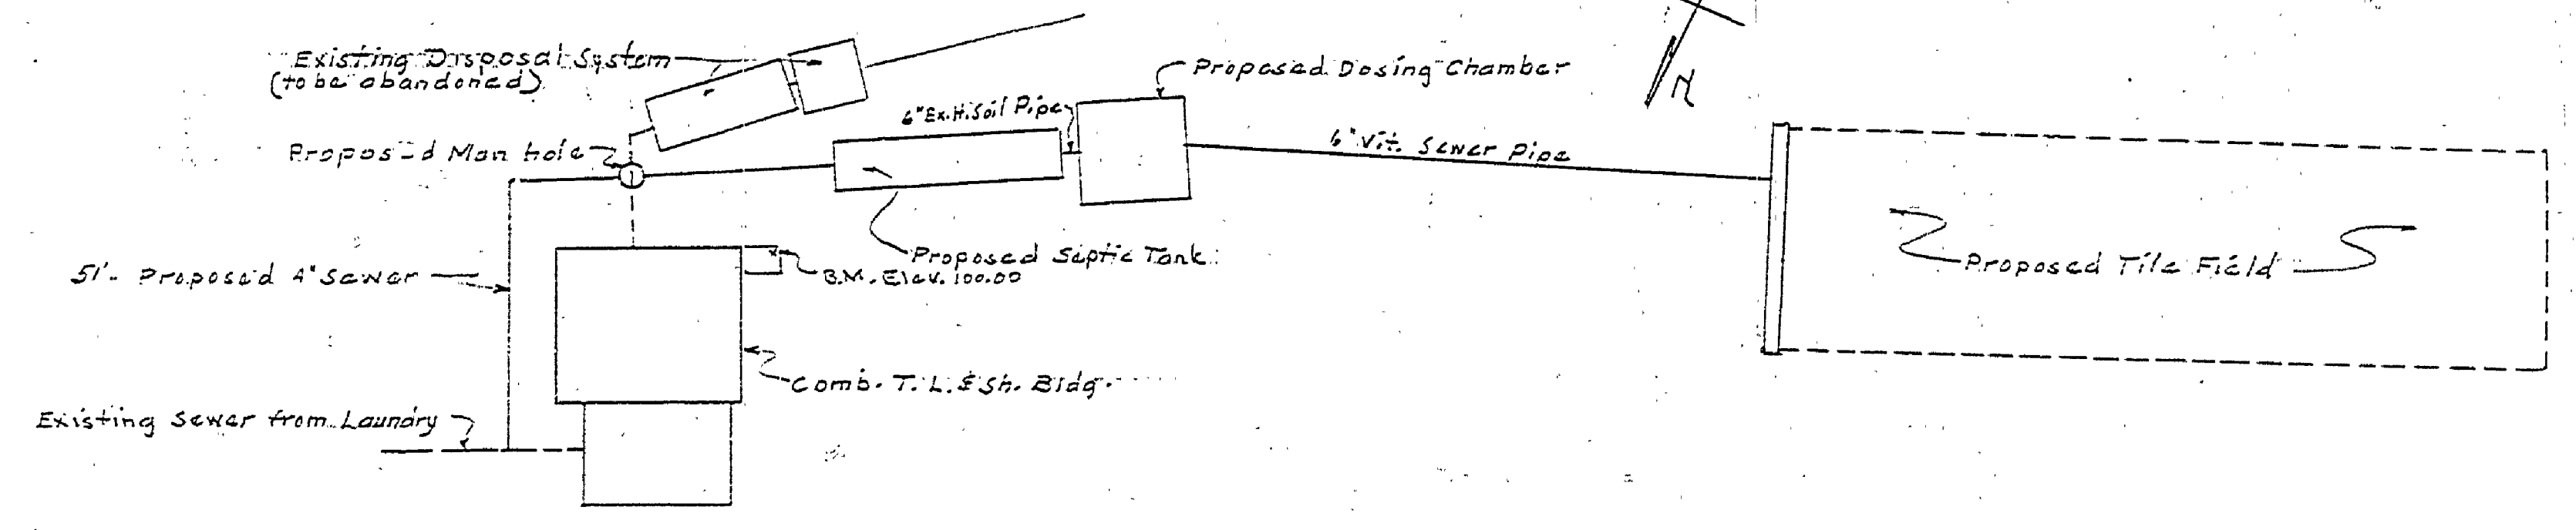 Existing Disposal System
(to be abandoned)
Proposed Dosing Chamber
N
6" Ex. H. Soil Pipe
Proposed Man hole
6" Vit. Sewer Pipe
Proposed Septic Tank
51'- Proposed 4" Sewer
B.M. Elev. 100.00
Proposed Tile Field
Comb. T. L. & Sh. Bldg.
Existing Sewer from Laundry